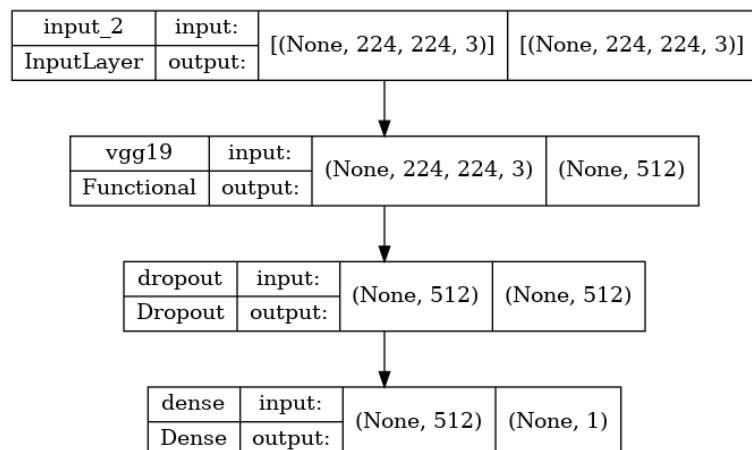 input_2 input: [(None, 224, 224, 3)] [(None, 224, 224, 3)]
InputLayer output:
vgg19 input: (None, 224, 224, 3) (None, 512)
Functional output:
dropout input: (None, 512) (None, 512)
Dropout output:
dense input: (None, 512) (None, 1)
Dense output: